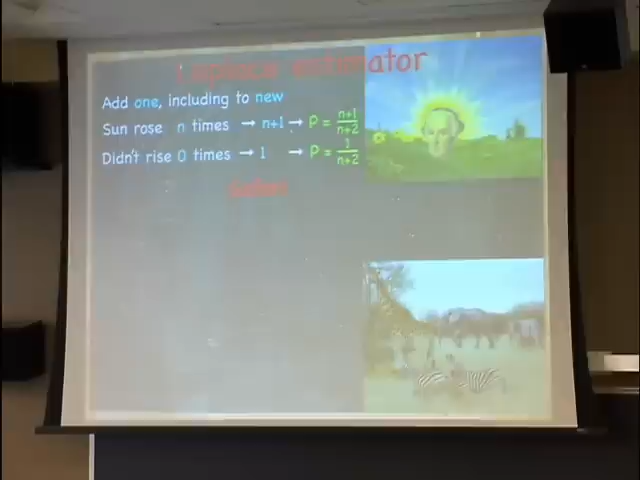 Laplace estimator
Add one, including to new
Sun rose n times → n+1 → P = n+1/n+2
Didn't rise 0 times → 1 → P = 1/n+2